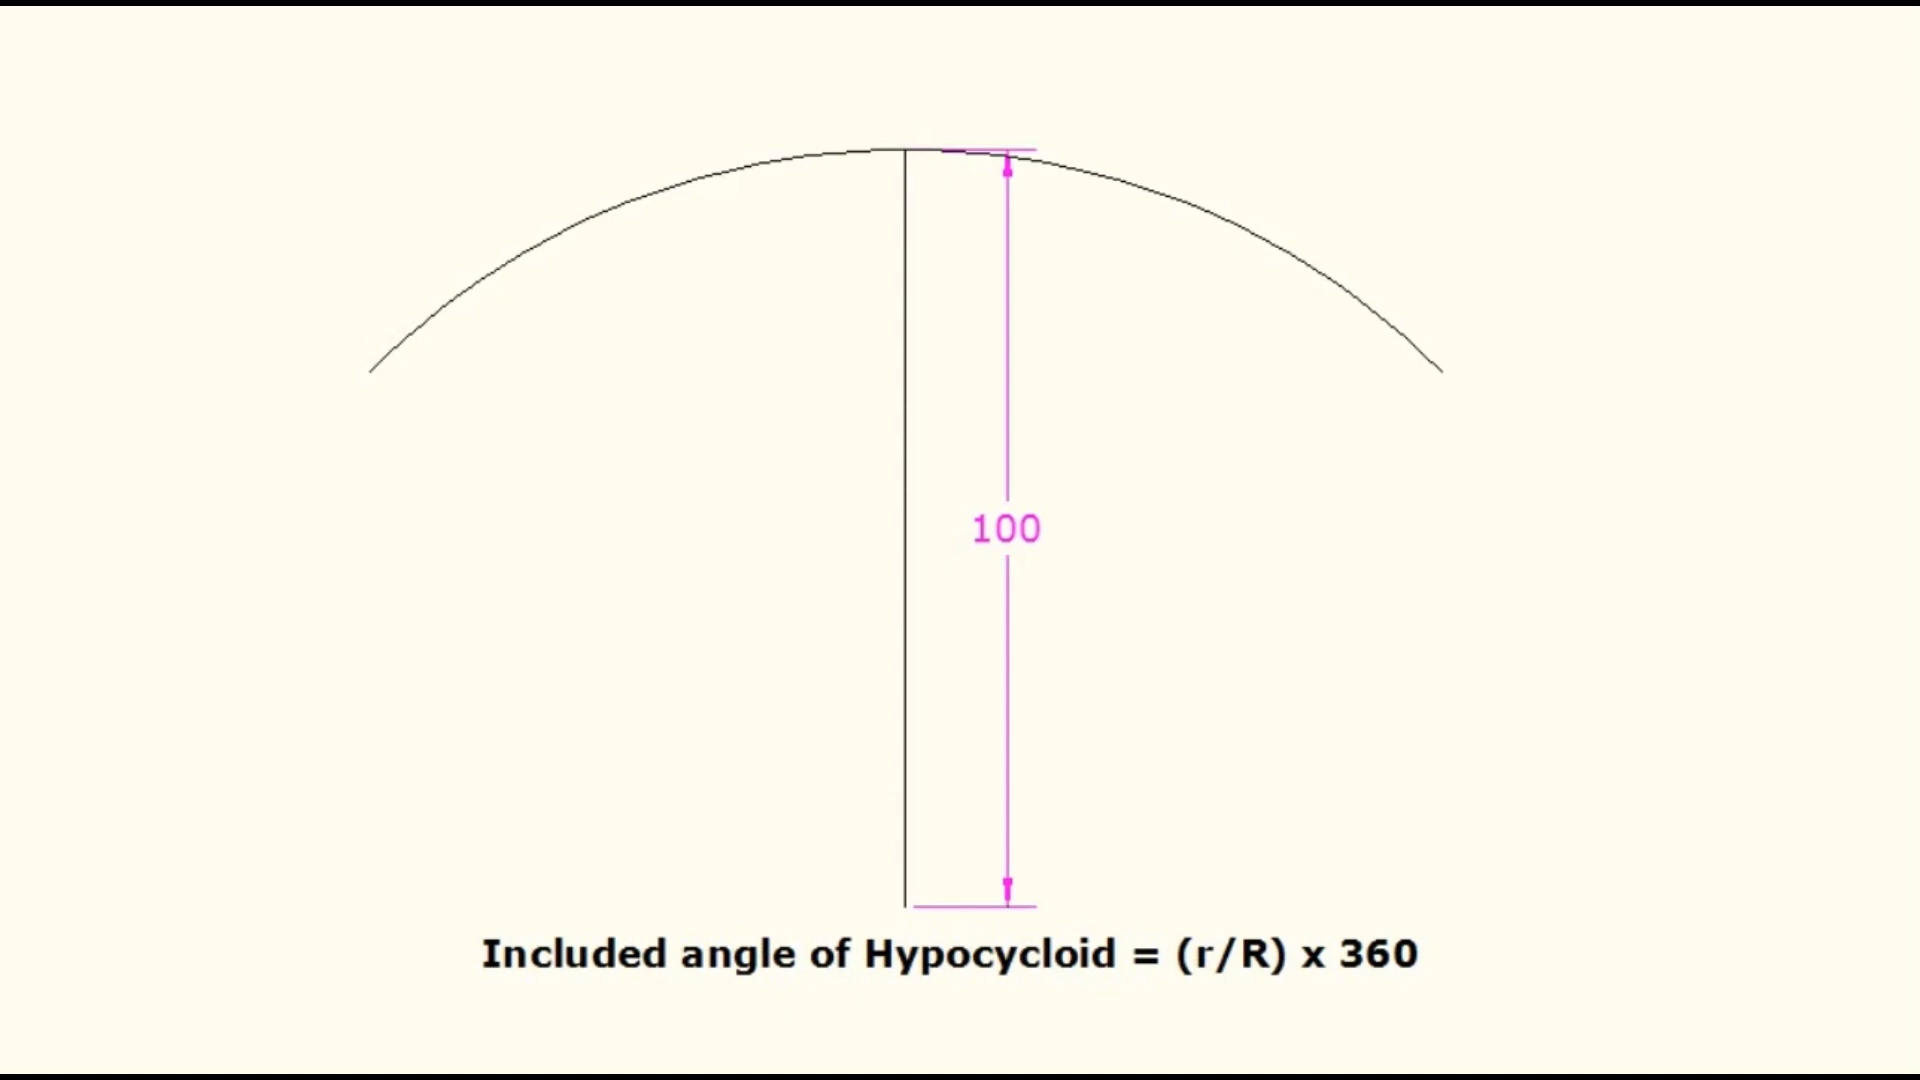 100
Included angle of Hypocycloid = (r/R) x 360